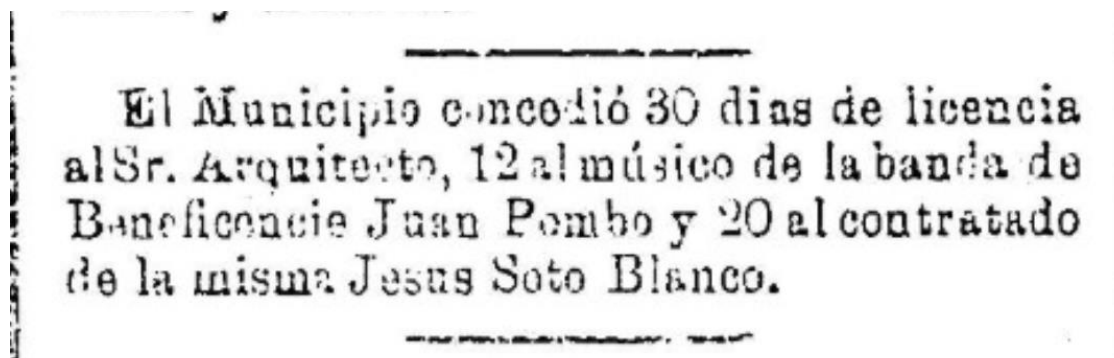 El Municipio concedió 30 dias de licencia
al Sr. Arquitecto, 12 al músico de la banda de
Beneficencie Juan Pombo y 20 al contratado
de la misma Jesus Soto Blanco.